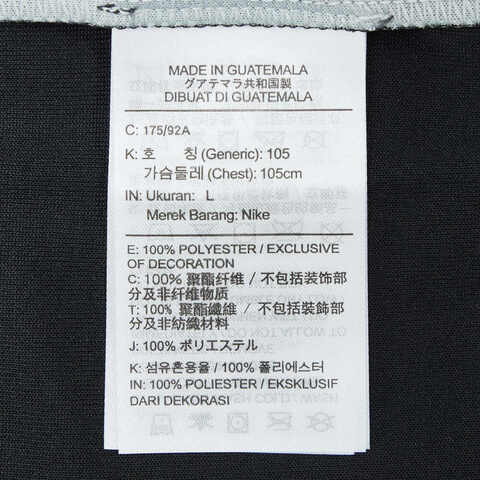 MADE IN GUATEMALA
グアテマラ共和国製
DIBUAT DI GUATEMALA
C: 175/92A
K: 호 칭 (Generic): 105
가슴둘레 (Chest): 105cm
IN: Ukuran: L
Merek Barang: Nike
E: 100% POLYESTER / EXCLUSIVE
OF DECORATION
C: 100% 聚酯纤维 / 不包括装饰部
分及非纤维物质
T: 100% 聚酯纖維 / 不包括裝飾部
分及非紡織材料
J: 100% ポリエステル
K: 섬유혼용율 / 100% 폴리에스터
IN: 100% POLIESTER / EKSKLUSIF
DARI DEKORASI